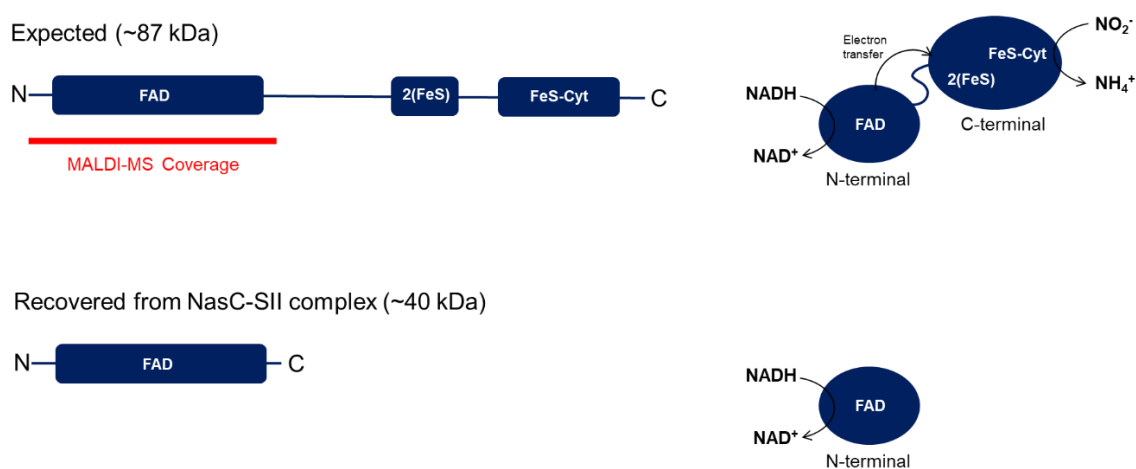 Expected (~87 kDa)
N FAD 2(FeS) FeS-Cyt C
MALDI-MS Coverage
Electron
transfer
NO₂⁻
FeS-Cyt
2(FeS)
NADH
NH₄⁺
FAD
C-terminal
NAD⁺
N-terminal
Recovered from NasC-SII complex (~40 kDa)
N FAD C
NADH
FAD
NAD⁺
N-terminal